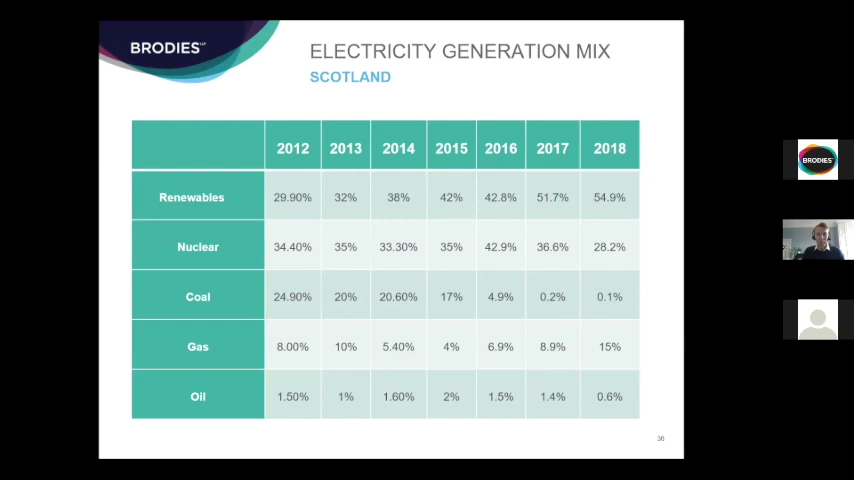 BRODIES LLP
ELECTRICITY GENERATION MIX
SCOTLAND
2012 2013 2014 2015 2016 2017 2018
Renewables 29.90% 32% 38% 42% 42.8% 51.7% 54.9%
Nuclear 34.40% 35% 33.30% 35% 42.9% 36.6% 28.2%
Coal 24.90% 20% 20.60% 17% 4.9% 0.2% 0.1%
Gas 8.00% 10% 5.40% 4% 6.9% 8.9% 15%
Oil 1.50% 1% 1.60% 2% 1.5% 1.4% 0.6%
36
BRODIES